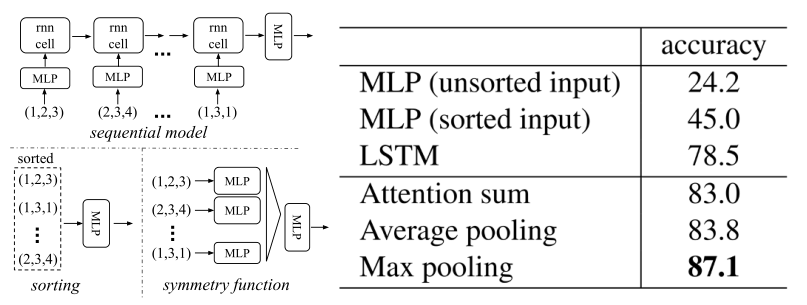 rnn cell rnn cell ... rnn cell MLP
MLP MLP ... MLP
(1,2,3) (2,3,4) ... (1,3,1)
sequential model
sorted
(1,2,3)
(1,3,1)
⋮
(2,3,4)
MLP
sorting
(1,2,3) MLP
(2,3,4) MLP
⋮
(1,3,1) MLP
MLP
symmetry function
accuracy
MLP (unsorted input) 24.2
MLP (sorted input) 45.0
LSTM 78.5
Attention sum 83.0
Average pooling 83.8
Max pooling 87.1